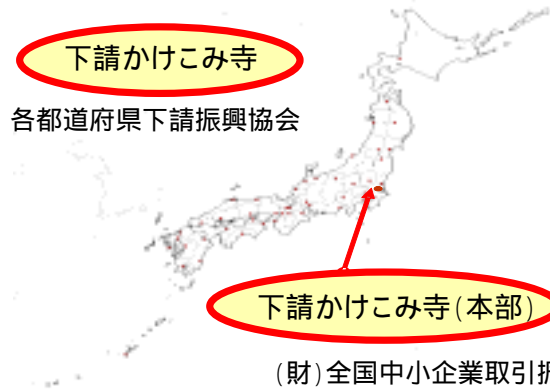 下請かけこみ寺
各都道府県下請振興協会
下請かけこみ寺(本部)
(財)全国中小企業取引振